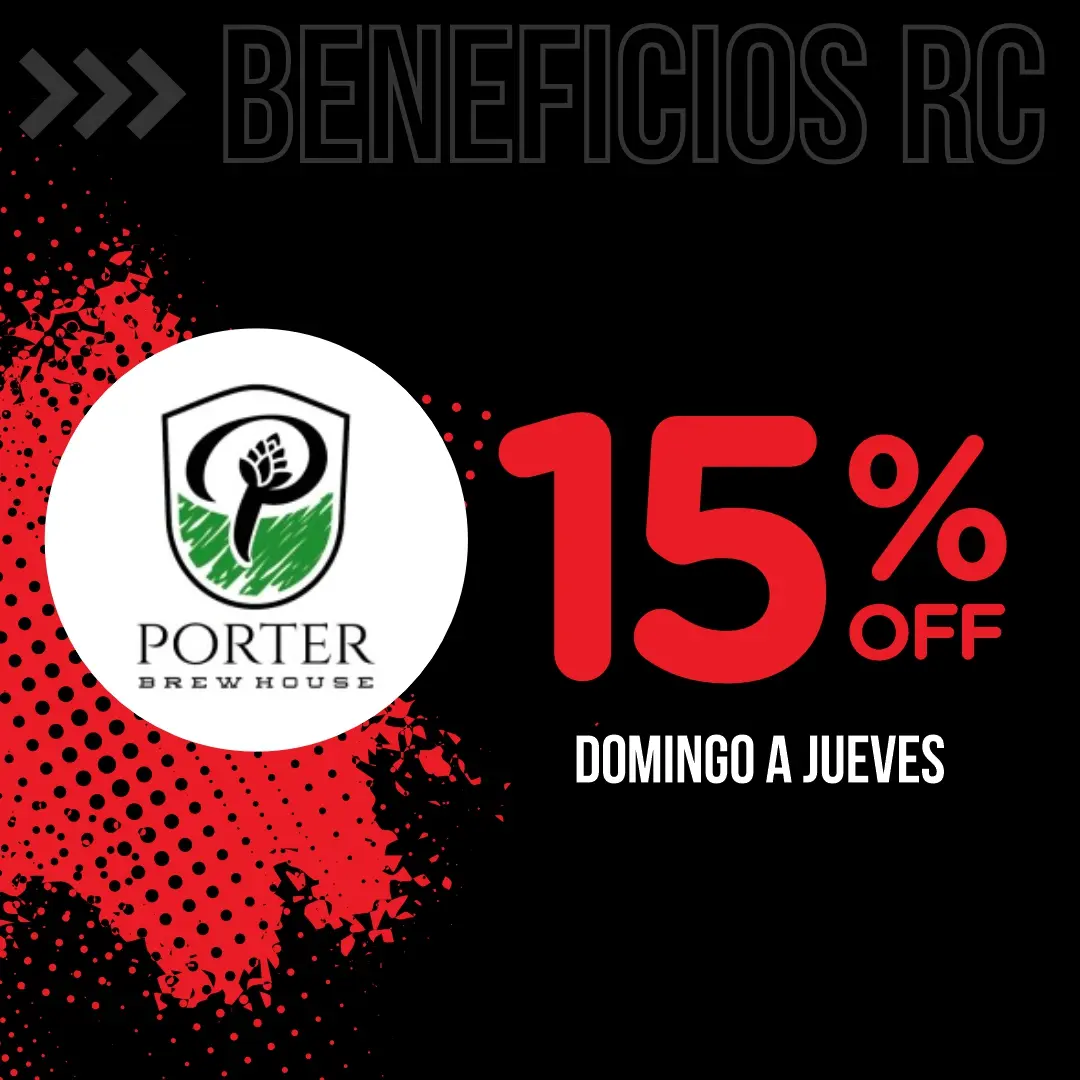 BENEFICIOS RC
PORTER
BREW HOUSE
15%
OFF
DOMINGO A JUEVES